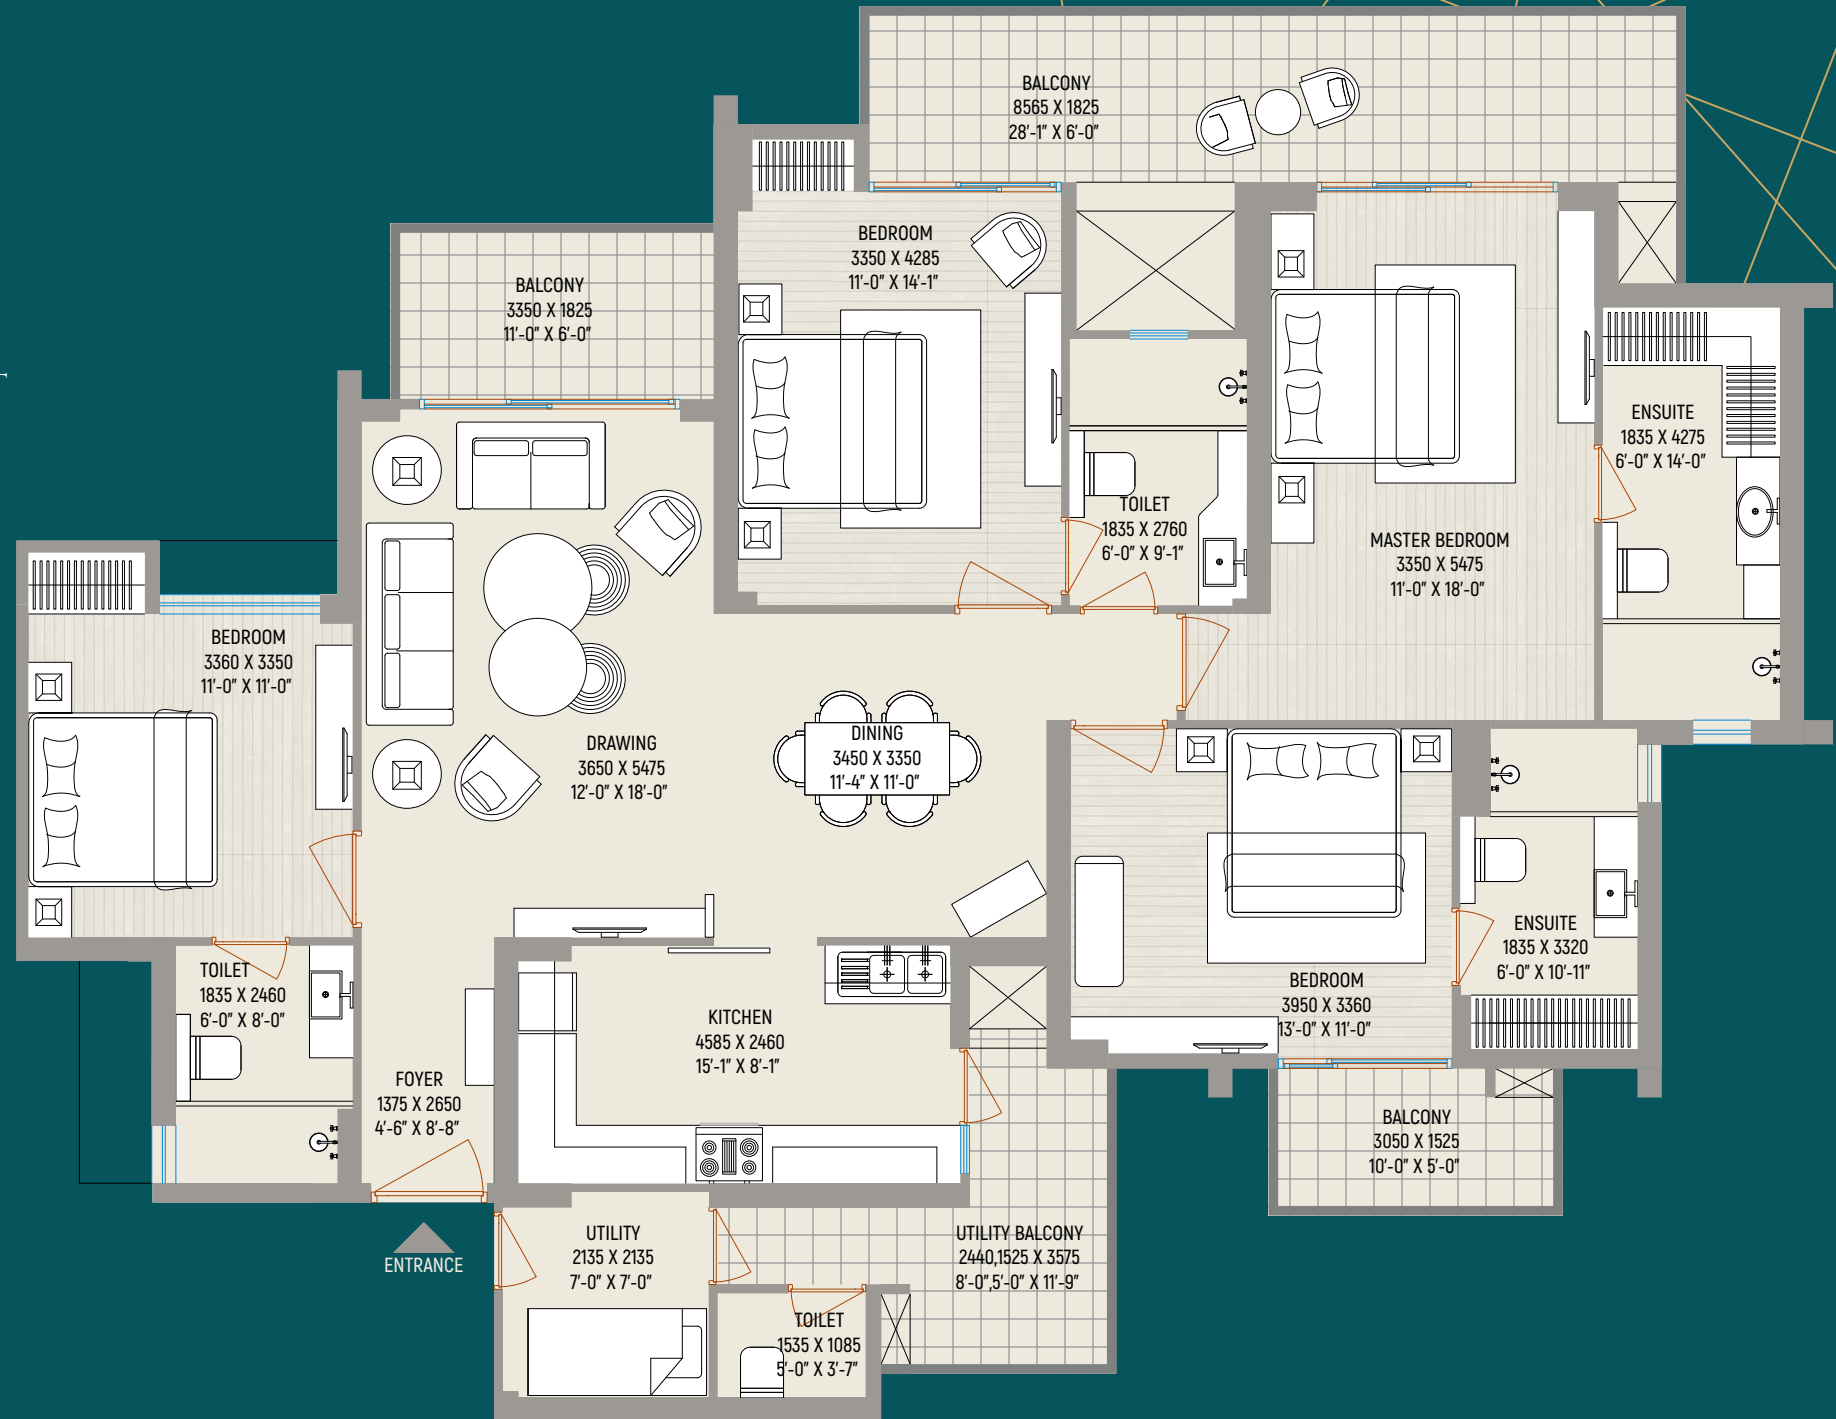 BALCONY
8565 X 1825
28'-1" X 6'-0"
BEDROOM
3350 X 4285
11'-0" X 14'-1"
BALCONY
3350 X 1825
11'-0" X 6'-0"
ENSUITE
1835 X 4275
6'-0" X 14'-0"
TOILET
1835 X 2760
6'-0" X 9'-1"
MASTER BEDROOM
3350 X 5475
11'-0" X 18'-0"
BEDROOM
3360 X 3350
11'-0" X 11'-0"
DRAWING
3650 X 5475
12'-0" X 18'-0"
DINING
3450 X 3350
11'-4" X 11'-0"
ENSUITE
1835 X 3320
6'-0" X 10'-11"
TOILET
1835 X 2460
6'-0" X 8'-0"
BEDROOM
3950 X 3360
13'-0" X 11'-0"
KITCHEN
4585 X 2460
15'-1" X 8'-1"
FOYER
1375 X 2650
4'-6" X 8'-8"
BALCONY
3050 X 1525
10'-0" X 5'-0"
ENTRANCE
UTILITY
2135 X 2135
7'-0" X 7'-0"
UTILITY BALCONY
2440,1525 X 3575
8'-0",5'-0" X 11'-9"
TOILET
1535 X 1085
5'-0" X 3'-7"